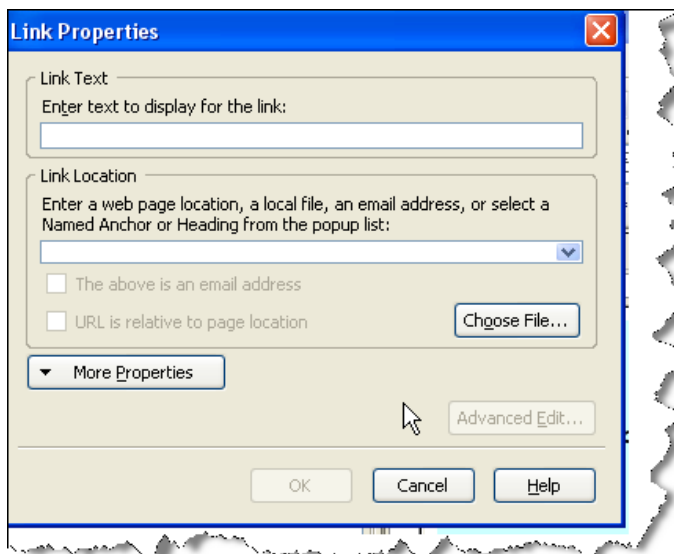 Link Properties
Link Text
Enter text to display for the link:
Link Location
Enter a web page location, a local file, an email address, or select a
Named Anchor or Heading from the popup list:
The above is an email address
URL is relative to page location
Choose File...
More Properties
Advanced Edit...
OK Cancel Help